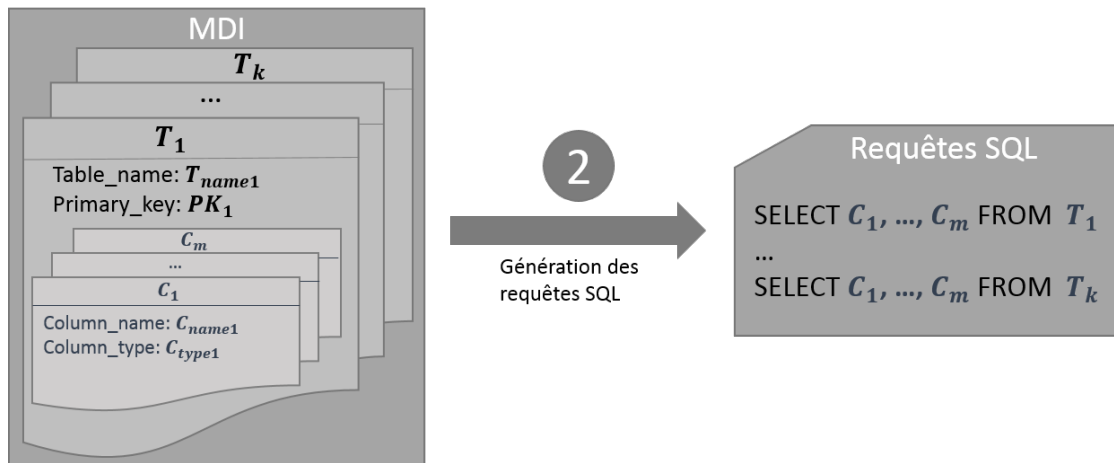 MDI
T_k
...
T_1
Table_name: T_name1
Primary_key: PK_1
C_m
...
C_1
Column_name: C_name1
Column_type: C_type1
2
Génération des
requêtes SQL
Requêtes SQL
SELECT C_1, ..., C_m FROM T_1
...
SELECT C_1, ..., C_m FROM T_k